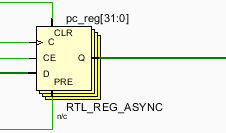 pc_reg[31:0]
CLR
C
CE
Q
D
PRE
RTL_REG_ASYNC
n/c